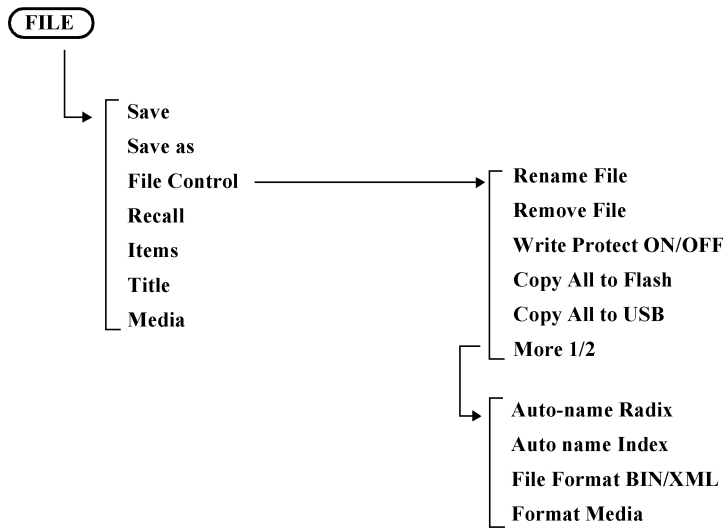 FILE
Save
Save as
File Control
Recall
Items
Title
Media
Rename File
Remove File
Write Protect ON/OFF
Copy All to Flash
Copy All to USB
More 1/2
Auto-name Radix
Auto name Index
File Format BIN/XML
Format Media